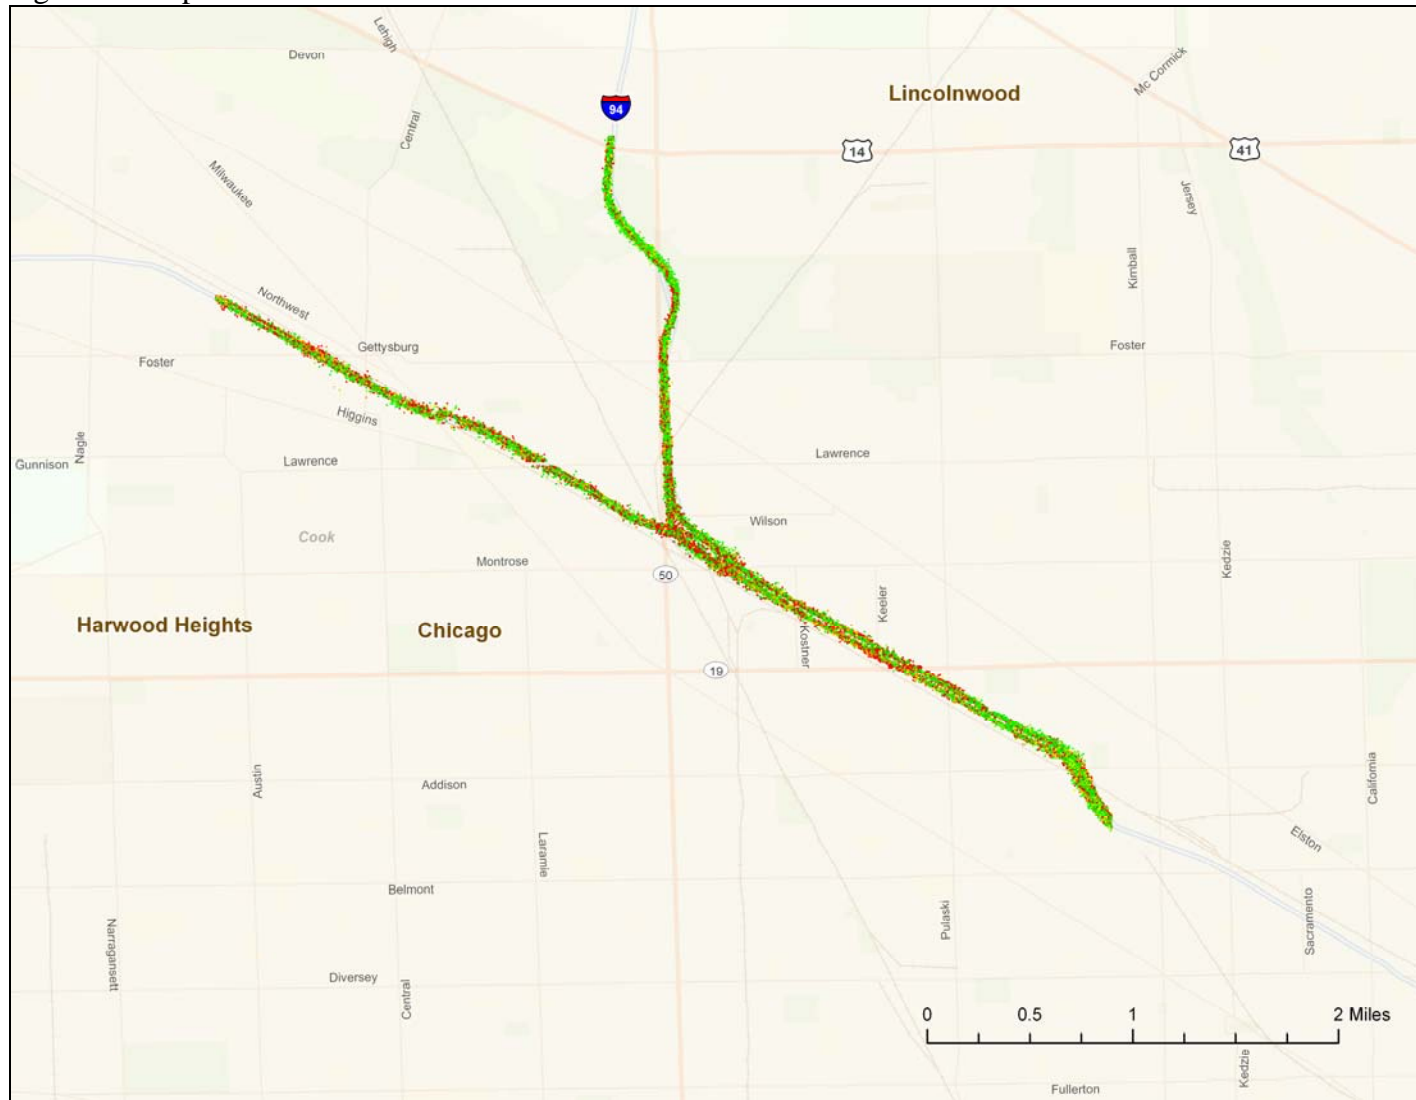 Lehigh
Devon
Mc Cormick
Lincolnwood
94
Central
14
41
Milwaukee
Jersey
Kimball
Northwest
Gettysburg
Foster
Foster
Higgins
Nagle
Gunnison
Lawrence
Lawrence
Wilson
Cook
Montrose
50
Kedzie
Keeler
Harwood Heights
Chicago
Kostner
19
Austin
Addison
California
Laramie
Elston
Belmont
Pulaski
Sacramento
Narragansett
Diversey
Central
0 0.5 1 2 Miles
Kedzie
Fullerton